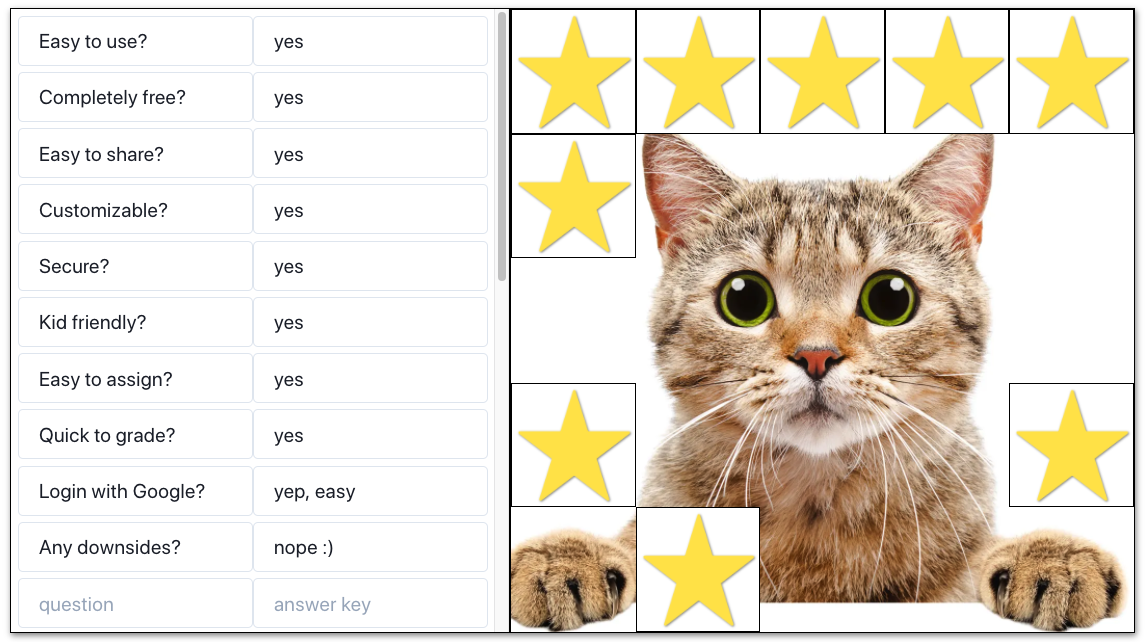 Easy to use? yes
Completely free? yes
Easy to share? yes
Customizable? yes
Secure? yes
Kid friendly? yes
Easy to assign? yes
Quick to grade? yes
Login with Google? yep, easy
Any downsides? nope :)
question answer key